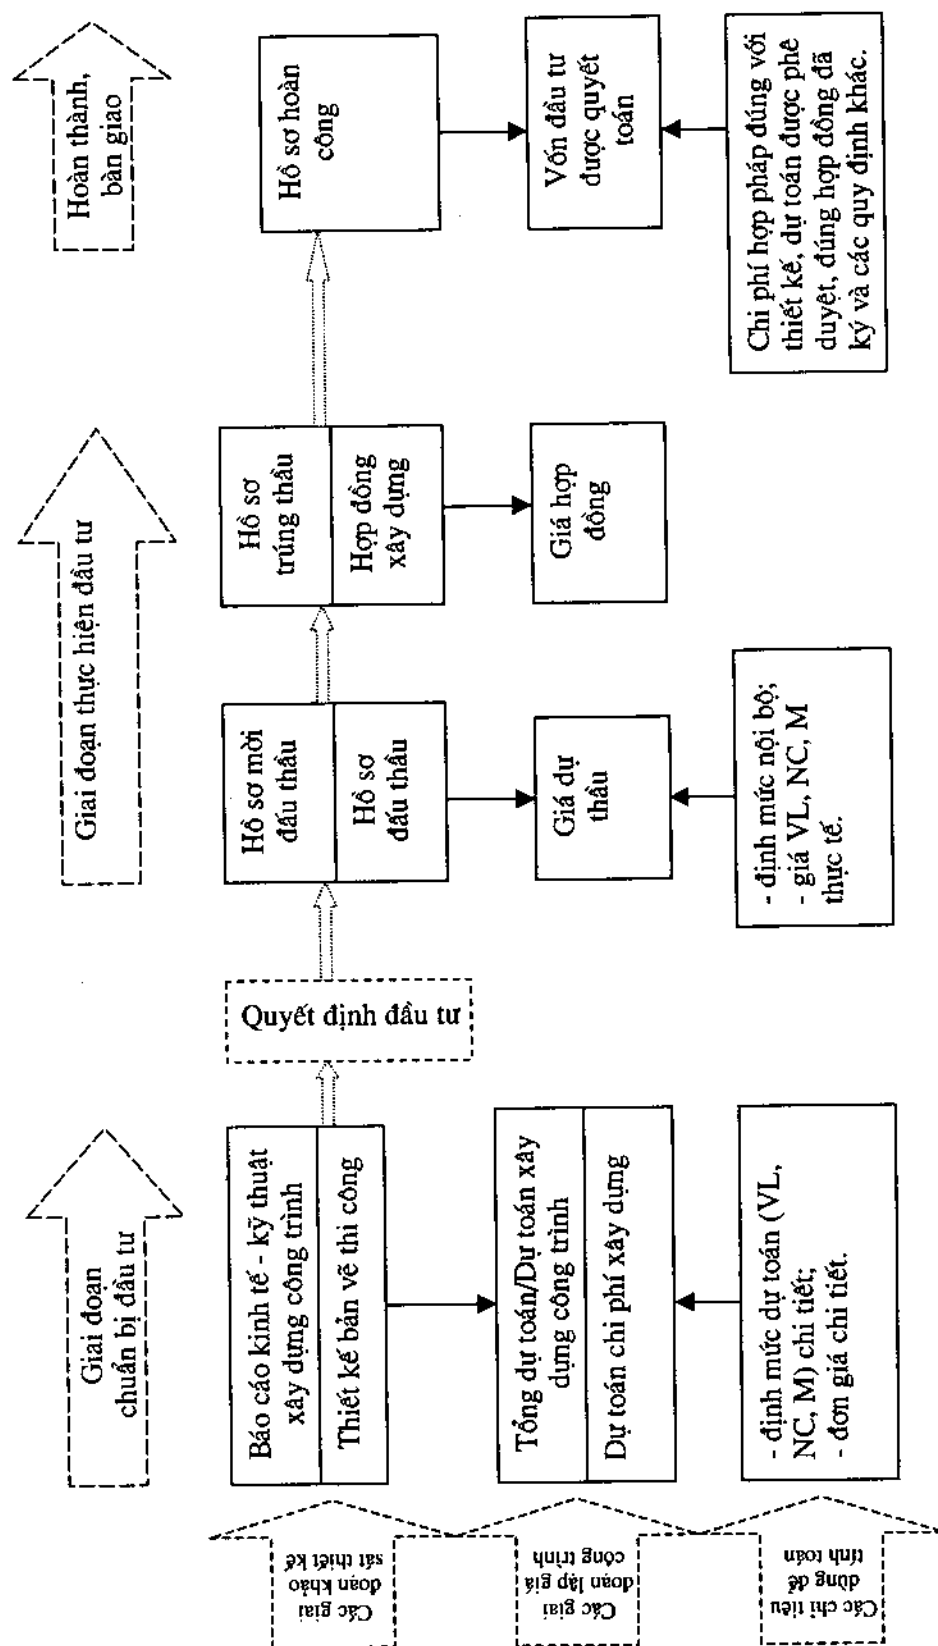 Giai đoạn
chuẩn bị đầu tư
Giai đoạn thực hiện đầu tư
Hoàn thành,
bàn giao
Các giai
đoạn khảo
sát thiết kế
Báo cáo kinh tế - kỹ thuật
xây dựng công trình
Thiết kế bản vẽ thi công
Quyết định đầu tư
Hồ sơ mời
đấu thầu
Hồ sơ
đấu thầu
Hồ sơ
trúng thầu
Hợp đồng
xây dựng
Hồ sơ hoàn
công
Các giai
đoạn lập giá
công trình
Tổng dự toán/Dự toán xây
dựng công trình
Dự toán chi phí xây dựng
Giá dự
thầu
Giá hợp
đồng
Vốn đầu tư
được quyết
toán
Các chỉ tiêu
dùng để
tính toán
- định mức dự toán (VL,
NC, M) chi tiết;
- đơn giá chi tiết.
- định mức nội bộ;
- giá VL, NC, M
thực tế.
Chi phí hợp pháp đúng với
thiết kế, dự toán được phê
duyệt, đúng hợp đồng đã
ký và các quy định khác.